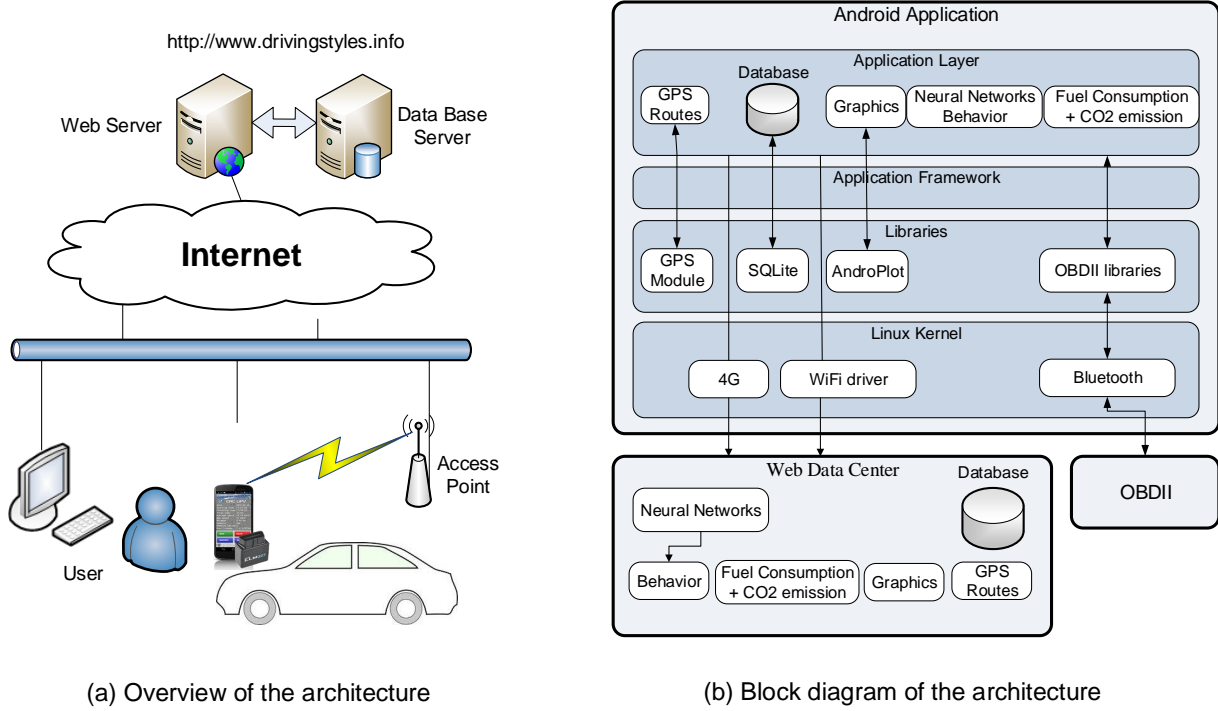 http://www.drivingstyles.info
Web Server
Data Base
Server
Internet
Access
Point
User
(a) Overview of the architecture
Android Application
Application Layer
GPS
Routes
Database
Graphics
Neural Networks
Behavior
Fuel Consumption
+ CO2 emission
Application Framework
Libraries
GPS
Module
SQLite
AndroPlot
OBDII libraries
Linux Kernel
4G
WiFi driver
Bluetooth
Web Data Center
Database
Neural Networks
Behavior
Fuel Consumption
+ CO2 emission
Graphics
GPS
Routes
OBDII
(b) Block diagram of the architecture